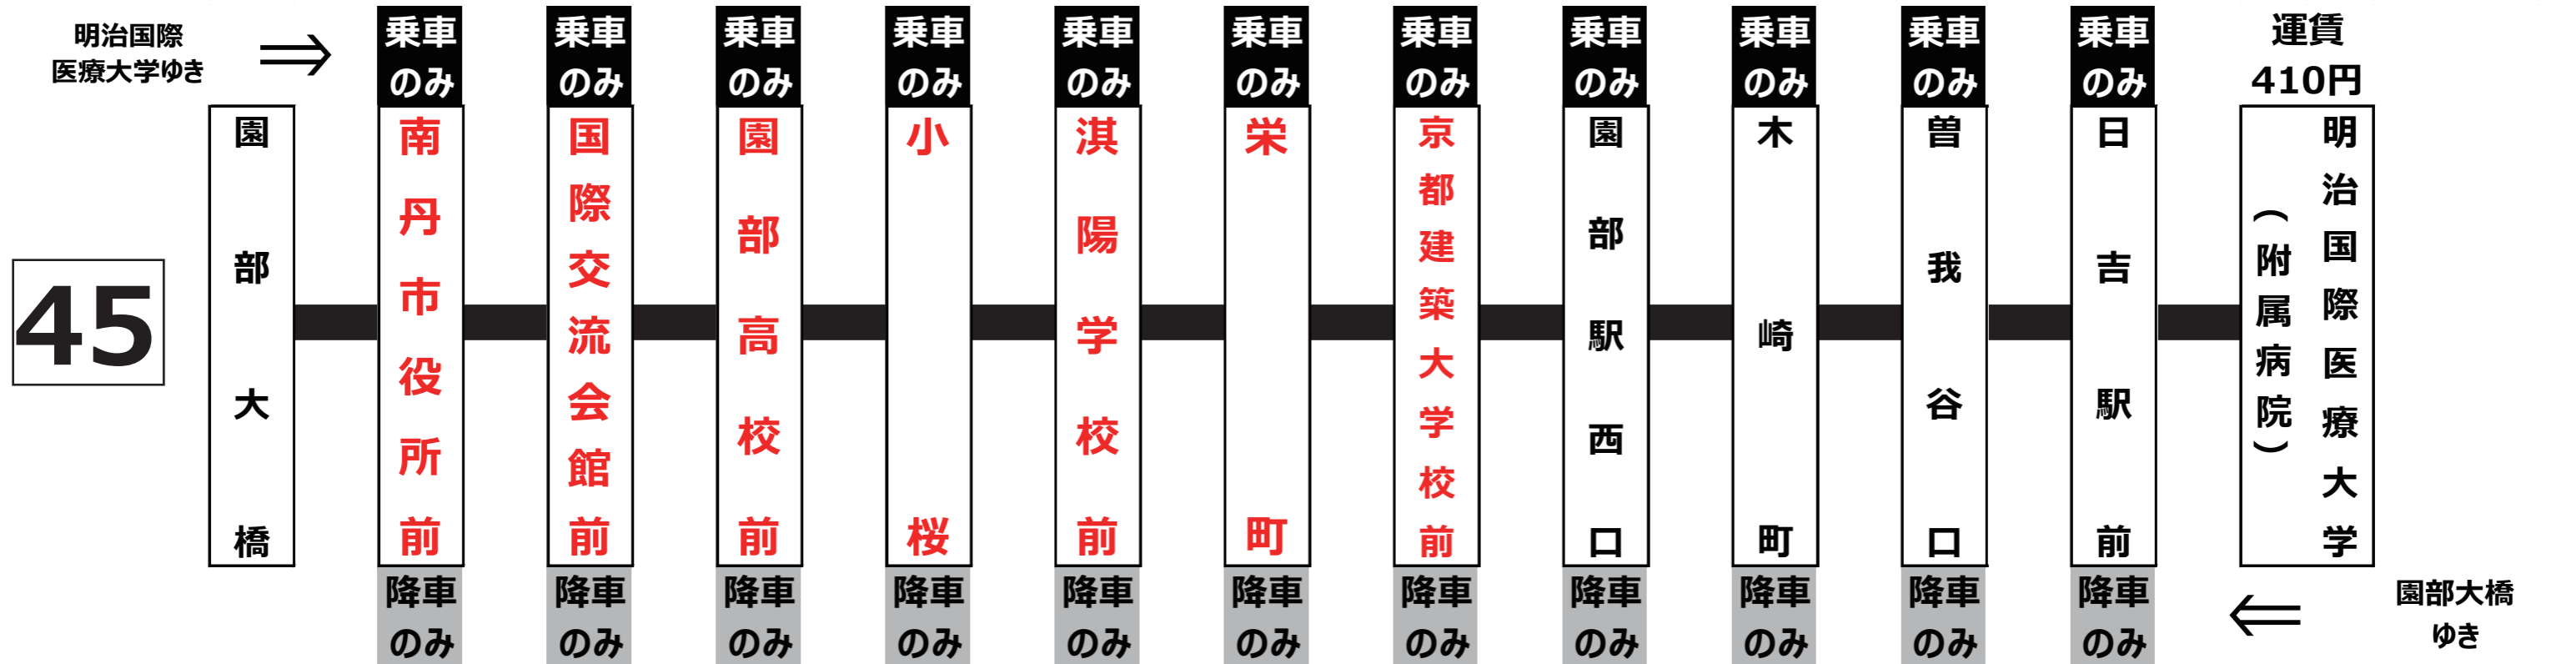 明治国際
医療大学ゆき
⇒
乗車
のみ
乗車
のみ
乗車
のみ
乗車
のみ
乗車
のみ
乗車
のみ
乗車
のみ
乗車
のみ
乗車
のみ
乗車
のみ
乗車
のみ
運賃
410円
45
園部大橋
南丹市役所前
国際交流会館前
園部高校前
小桜
淇陽学校前
栄町
京都建築大学校前
園部駅西口
木崎町
曽我谷口
日吉駅前
明治国際医療大学
（附属病院）
降車
のみ
降車
のみ
降車
のみ
降車
のみ
降車
のみ
降車
のみ
降車
のみ
降車
のみ
降車
のみ
降車
のみ
降車
のみ
⇐
園部大橋
ゆき